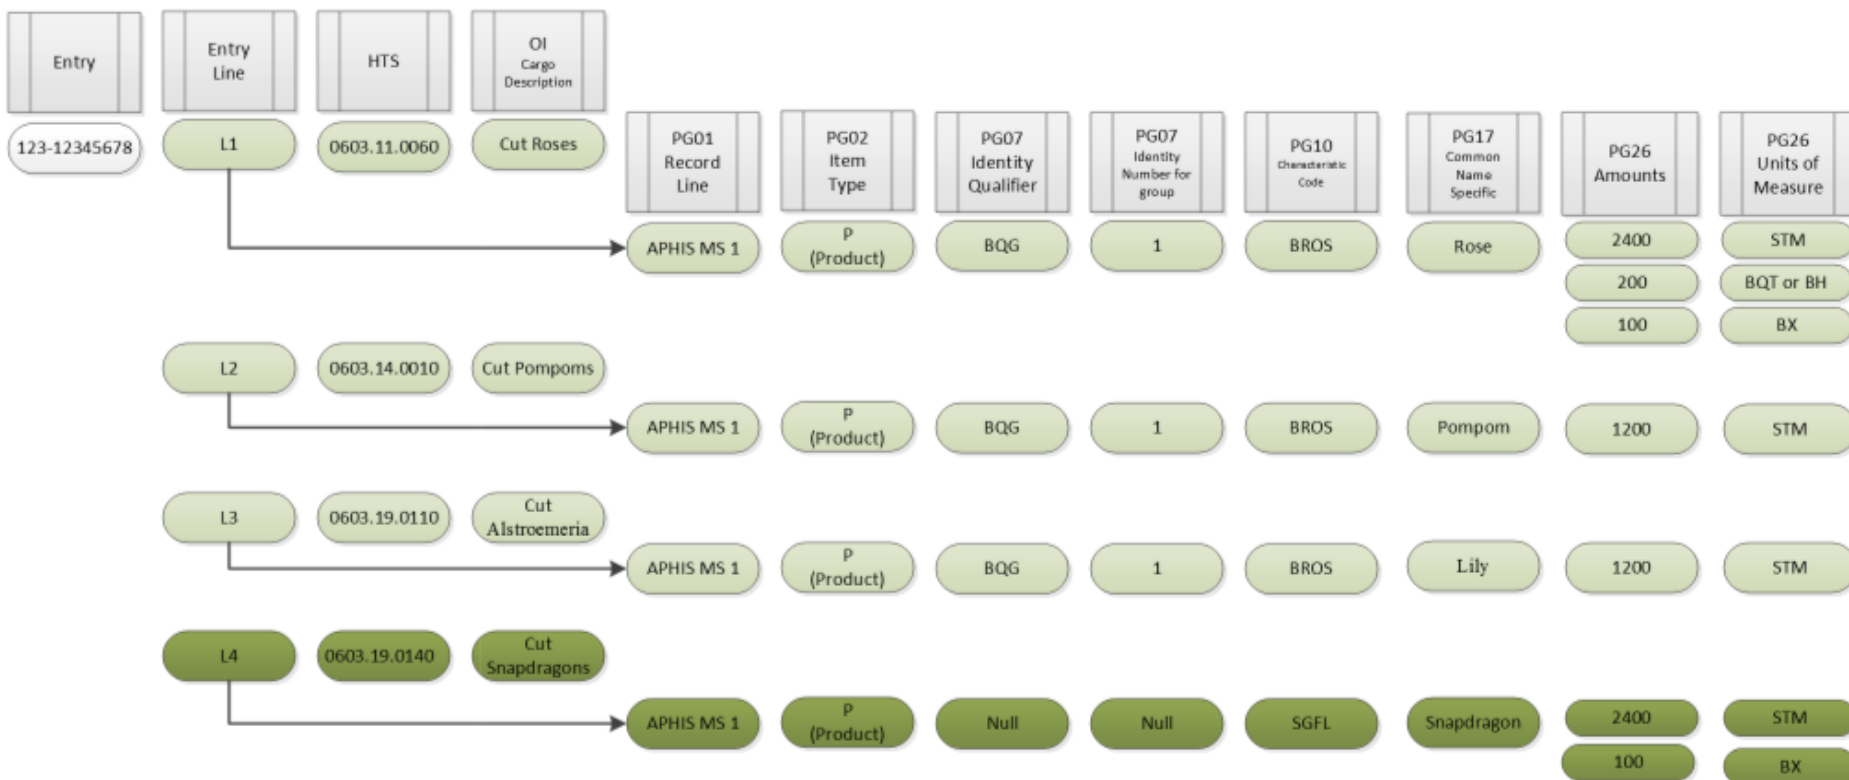 Entry
Entry
Line
HTS
OI
Cargo
Description
123-12345678
L1
0603.11.0060
Cut Roses
PG01
Record
Line
PG02
Item
Type
PG07
Identity
Qualifier
PG07
Identity
Number for
group
PG10
Characteristic
Code
PG17
Common
Name
Specific
PG26
Amounts
PG26
Units of
Measure
APHIS MS 1
P
(Product)
BQG
1
BROS
Rose
2400
STM
200
BQT or BH
100
BX
L2
0603.14.0010
Cut Pompoms
APHIS MS 1
P
(Product)
BQG
1
BROS
Pompom
1200
STM
L3
0603.19.0110
Cut
Alstroemeria
APHIS MS 1
P
(Product)
BQG
1
BROS
Lily
1200
STM
L4
0603.19.0140
Cut
Snapdragons
APHIS MS 1
P
(Product)
Null
Null
SGFL
Snapdragon
2400
STM
100
BX